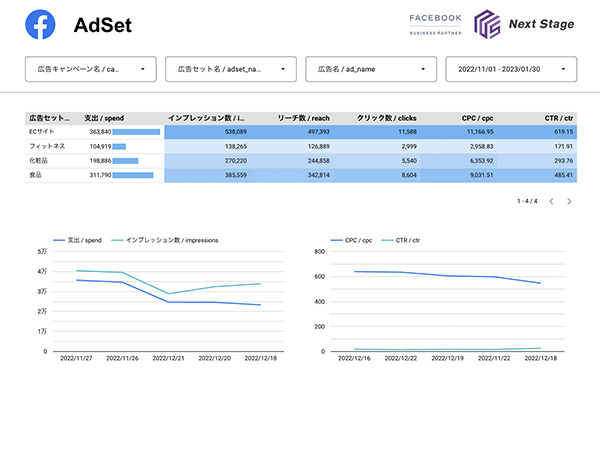 AdSet
FACEBOOK
BUSINESS PARTNER
Next Stage
広告キャンペーン名 / ca...
広告セット名 / adset_na...
広告名 / ad_name
2022/11/01 - 2023/01/30
広告セット... 支出 / spend インプレッション数 / i... リーチ数 / reach クリック数 / clicks CPC / cpc CTR / ctr
ECサイト 363,840 538,089 497,393 11,588 11,166.95 619.15
フィットネス 104,919 138,265 126,889 2,999 2,958.83 171.91
化粧品 198,886 270,220 244,858 5,540 6,353.92 293.76
食品 311,790 385,559 342,814 8,604 9,031.51 485.41
1 - 4 / 4
支出 / spend インプレッション数 / impressions
5万
4万
3万
2万
1万
0
2022/11/27 2022/11/26 2022/12/21 2022/12/20 2022/12/18
CPC / cpc CTR / ctr
800
600
400
200
0
2022/12/16 2022/12/22 2022/12/19 2022/11/22 2022/12/18